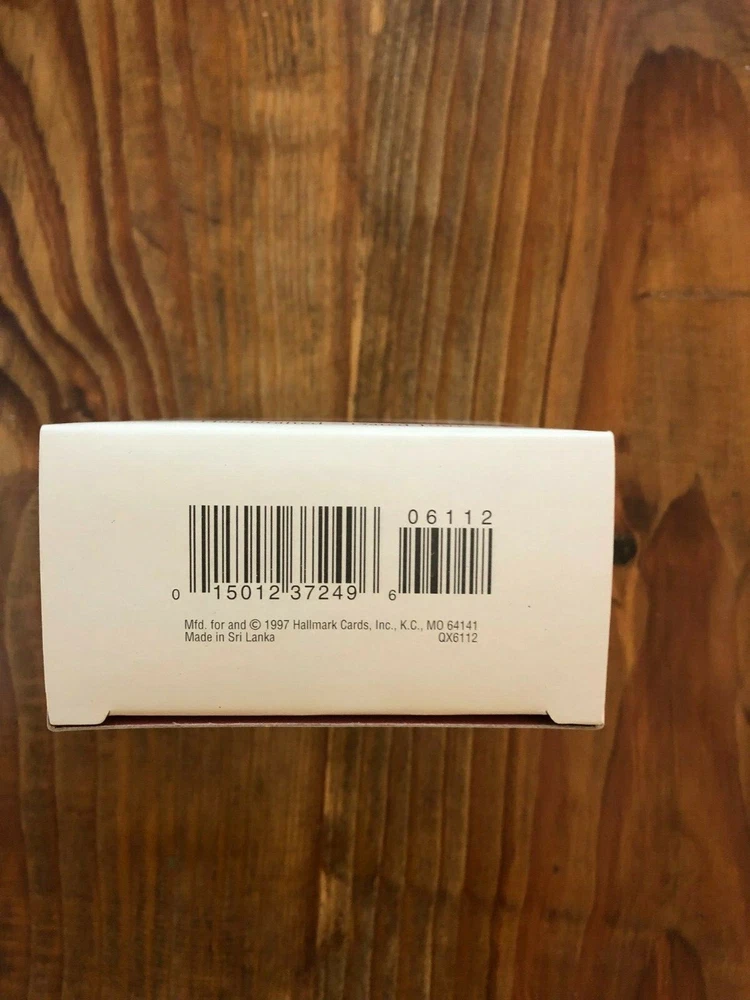 06112
0 15012 37249 6
Mfd. for and © 1997 Hallmark Cards, Inc., K.C., MO 64141
Made in Sri Lanka QX6112